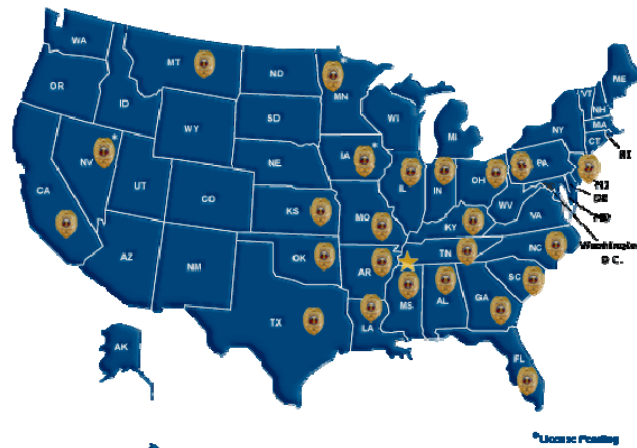 WA
MT
*
ND
MN
ME
VT
NH
OR
ID
SD
WI
MI
NY
MA
CT
RI
WY
NV
*
IA
*
NE
IL
IN
OH
PA
NJ
DE
MD
Washington
D.C.
CA
UT
CO
KS
MO
KY
WV
VA
NC
TN
AZ
NM
OK
AR
SC
MS
AL
GA
TX
LA
FL
AK
*License Pending